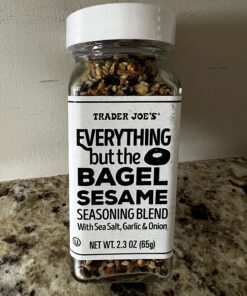 TRADER JOE'S®
EVERYTHING
but the
BAGEL
SESAME
SEASONING BLEND
With Sea Salt, Garlic & Onion
NET WT. 2.3 OZ (65g)